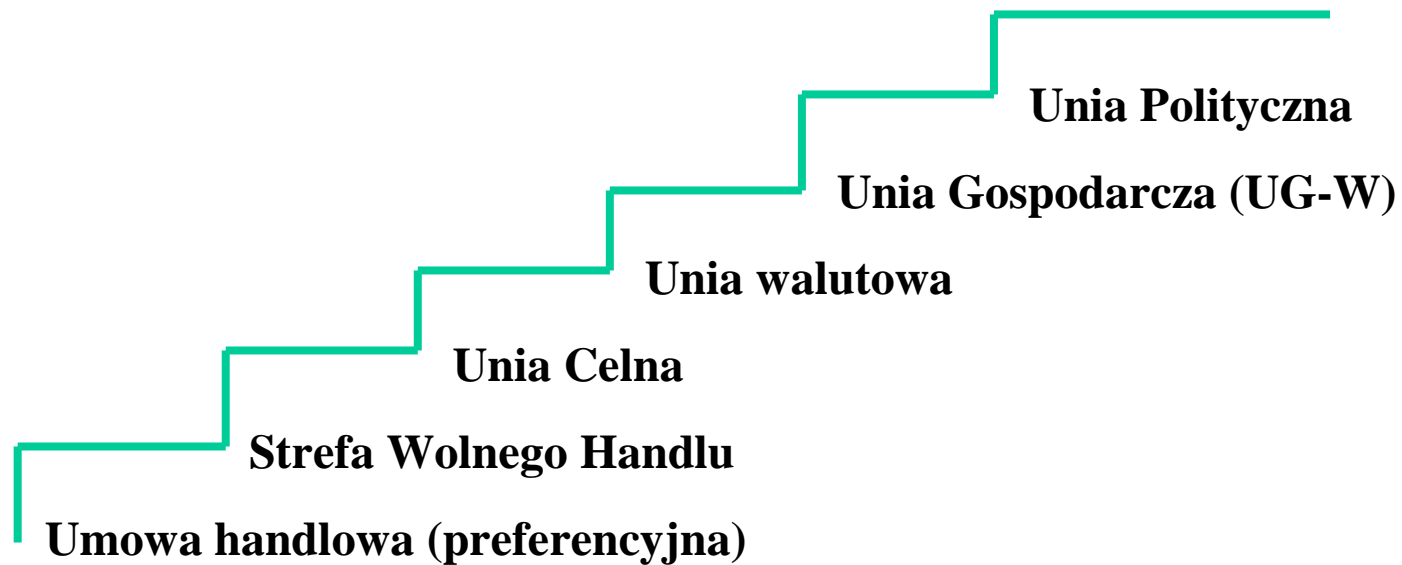 Unia Polityczna
Unia Gospodarcza (UG-W)
Unia walutowa
Unia Celna
Strefa Wolnego Handlu
Umowa handlowa (preferencyjna)